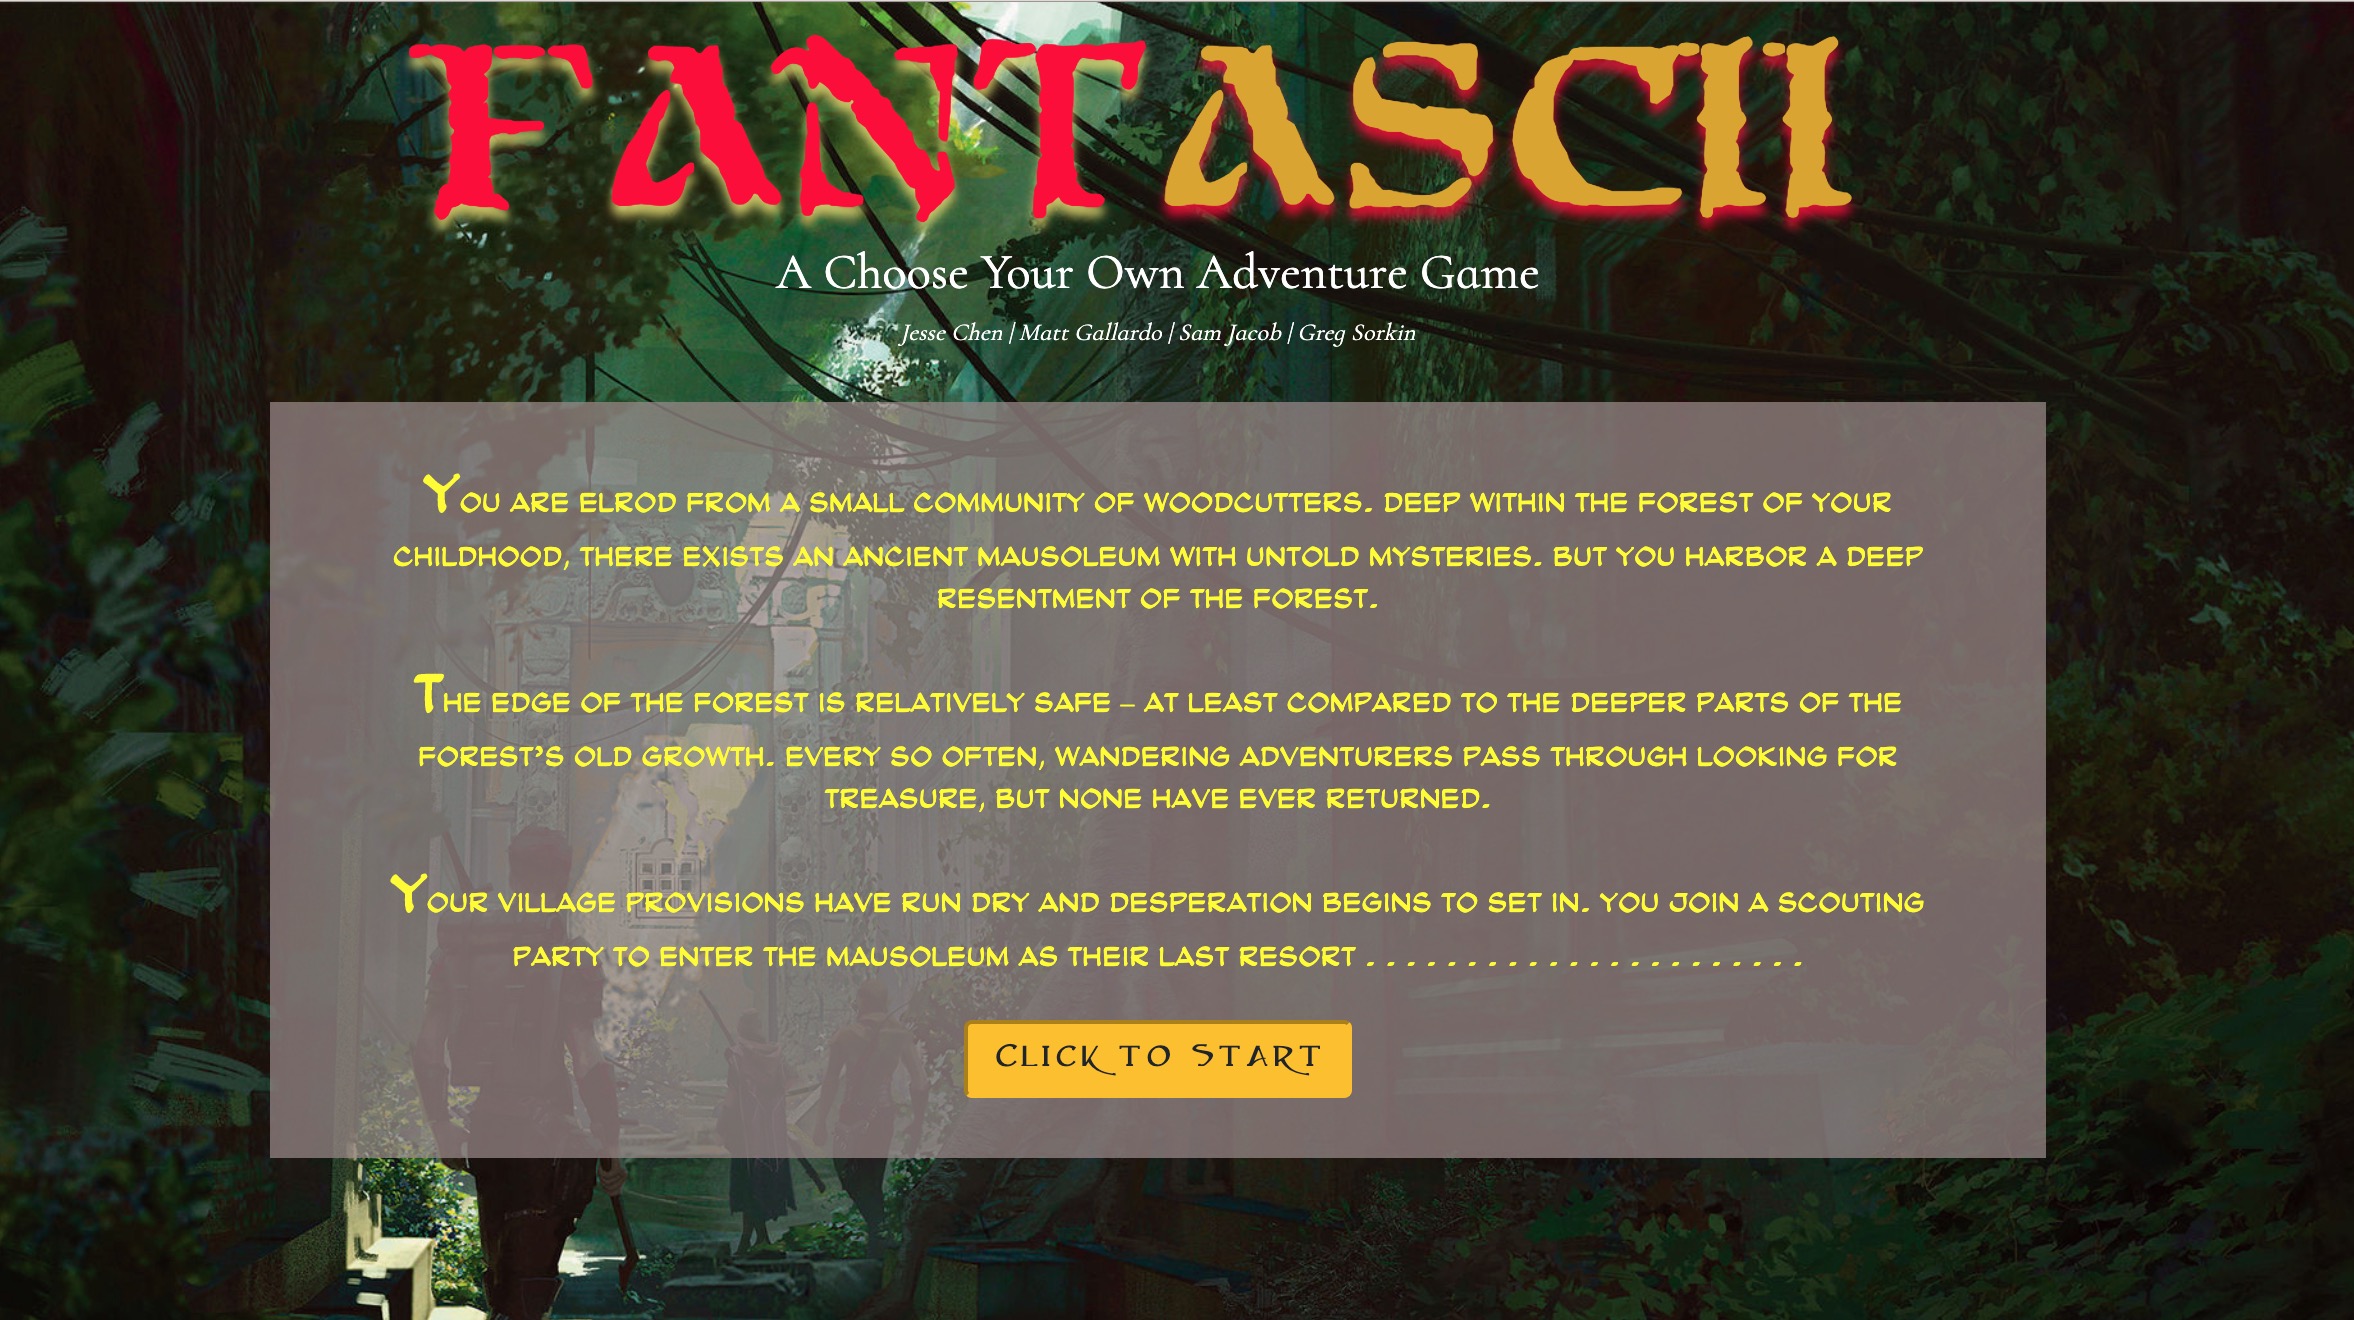 FANTASCII
A Choose Your Own Adventure Game
Jesse Chen | Matt Gallardo | Sam Jacob | Greg Sorkin
YOU ARE ELROD FROM A SMALL COMMUNITY OF WOODCUTTERS. DEEP WITHIN THE FOREST OF YOUR
CHILDHOOD, THERE EXISTS AN ANCIENT MAUSOLEUM WITH UNTOLD MYSTERIES. BUT YOU HARBOR A DEEP
RESENTMENT OF THE FOREST.
THE EDGE OF THE FOREST IS RELATIVELY SAFE – AT LEAST COMPARED TO THE DEEPER PARTS OF THE
FOREST'S OLD GROWTH. EVERY SO OFTEN, WANDERING ADVENTURERS PASS THROUGH LOOKING FOR
TREASURE, BUT NONE HAVE EVER RETURNED.
YOUR VILLAGE PROVISIONS HAVE RUN DRY AND DESPERATION BEGINS TO SET IN. YOU JOIN A SCOUTING
PARTY TO ENTER THE MAUSOLEUM AS THEIR LAST RESORT . . . . . . . . . . . . . . . . . . . . . .
CLICK TO START